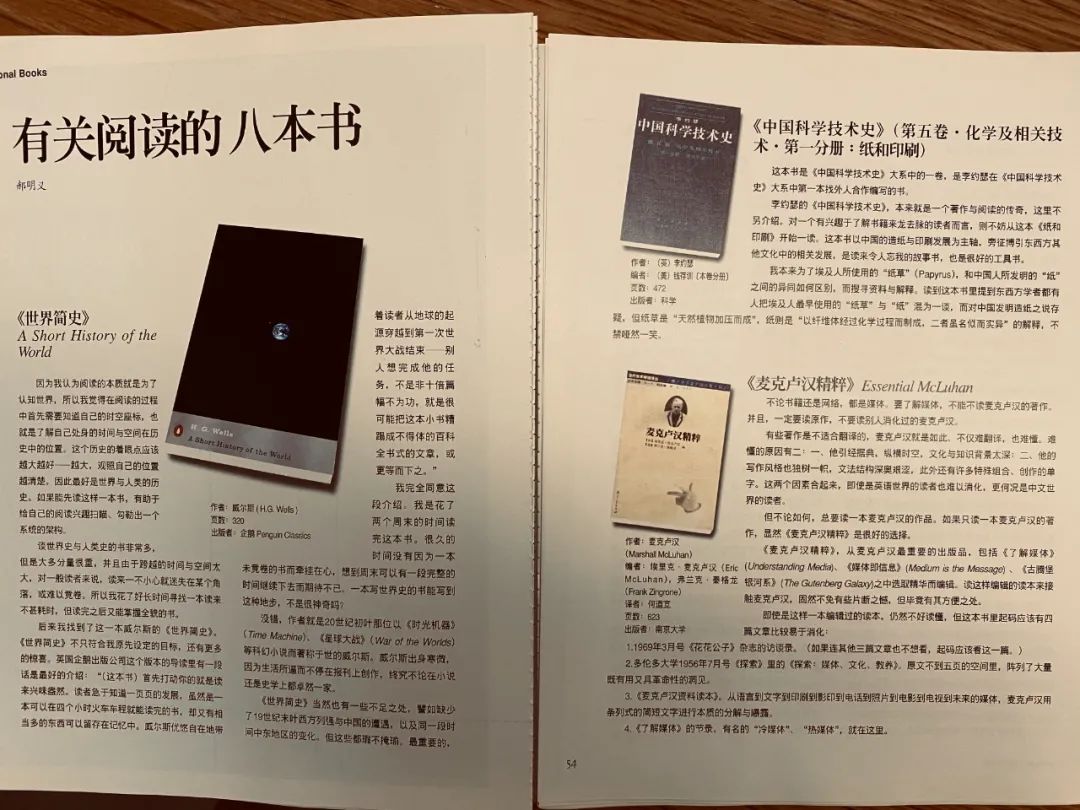 onal Books
有关阅读的八本书
郝明义
《世界简史》
A Short History of the
World
因为我认为阅读的本质就是为了
认知世界，所以我觉得在阅读的过程
中首先需要知道自己的时空座标，也
就是了解自己处身的时间与空间在历
史中的位置。这个历史的着眼点应该
越大越好——越大，观照自己的位置
越清楚，因此最好是世界与人类的历
史。如果能先读这样一本书，有助于
给自己的阅读兴趣扫瞄、勾勒出一个
系统的架构。
谈世界史与人类史的书非常多，
但是大多分量很重，并且由于跨越的时间与空间太
大，对一般读者来说，读来一不小心就迷失在某个角
落，或难以竟卷。所以我花了好长时间寻找一本读来
不甚耗时，但读完之后又能掌握全貌的书。
后来我找到了这一本威尔斯的《世界简史》。
《世界简史》不只符合我原先设定的目标，还有更多
的惊喜。英国企鹅出版公司这个版本的导读里有一段
话是最好的介绍：“（这本书）首先打动你的就是读
来兴味盎然。读者急于知道一页页的发展，虽然是一
本可以在四个小时火车车程就能读完的书，却又有相
当多的东西可以留存在记忆中。威尔斯优悠自在地带
H. G. Wells
A Short History of the World
作者：威尔斯 ( H.G. Wells )
页数：320
出版者：企鹅 Penguin Classics
着读者从地球的起
源穿越到第一次世
界大战结束——别
人想完成他的任
务，不是非十倍篇
幅不为功，就是很
可能把这本小书糟
蹋成不得体的百科
全书式的文章，或
更等而下之。”
我完全同意这
段介绍。我是花了
两个周末的时间读
完这本书。很久的
时间没有因为一本
未竟卷的书而牵挂在心，想到周末可以有一段完整的
时间继续下去而期待不已。一本写世界史的书能写到
这种地步，不是很神奇吗？
没错，作者就是20世纪初叶那位以《时光机器》
(Time Machine)、《星球大战》(War of the Worlds)
等科幻小说而著称于世的威尔斯。威尔斯出身寒微，
因为生活所逼而不停在报刊上创作，终究不论在小说
还是史学上都卓然一家。
《世界简史》当然也有一些不足之处，譬如缺少
了19世纪末叶西方列强与中国的遭遇，以及同一段时
间中东地区的变化。但这些都瑕不掩瑜。最重要的，
李约瑟
中国科学技术史
作者：（英）李约瑟
编者：（美）钱存训（本卷分册）
页数：472
出版者：科学
《中国科学技术史》（第五卷·化学及相关技
术·第一分册：纸和印刷）
这本书是《中国科学技术史》大系中的一卷，是李约瑟在《中国科学技术
史》大系中第一本找外人合作编写的书。
李约瑟的《中国科学技术史》，本来就是一个著作与阅读的传奇，这里不
另介绍。对一个有兴趣于了解书籍来龙去脉的读者而言，则不妨从这本《纸和
印刷》开始一读。这本书以中国的造纸与印刷发展为主轴，旁征博引东西方其
他文化中的相关发展，是读来令人忘我的故事书，也是很好的工具书。
我本来为了埃及人所使用的“纸草”（Papyrus），和中国人所发明的“纸”
之间的异同如何区别，而搜寻资料与解释。读到这本书里提到东西方学者都有
人把埃及人最早使用的“纸草”与“纸”混为一谈，而对中国发明造纸之说存
疑，但纸草是“天然植物加压而成”，纸则是“以纤维体经过化学过程而制成，二者虽名似而实异”的解释，不
禁哑然一笑。
麦克卢汉精粹
作者：麦克卢汉
(Marshall McLuhan)
编者：埃里克·麦克卢汉（Eric
McLuhan），弗兰克·秦格龙
（Frank Zingrone）
译者：何道宽
页数：623
出版者：南京大学
《麦克卢汉精粹》Essential McLuhan
不论书籍还是网络，都是媒体。要了解媒体，不能不读麦克卢汉的著作。
并且，一定要读原作，不要读别人消化过的麦克卢汉。
有些著作是不适合翻译的，麦克卢汉就是如此。不仅难翻译，也难懂。难
懂的原因有二：一、他引经据典，纵横时空，文化与知识背景太深；二、他的
写作风格也独树一帜，文法结构深奥艰涩，此外还有许多特殊组合、创作的单
字。这两个因素合起来，即使是英语世界的读者也难以消化，更何况是中文世
界的读者。
但不论如何，总要读一本麦克卢汉的作品。如果只读一本麦克卢汉的著
作，显然《麦克卢汉精粹》是很好的选择。
《麦克卢汉精粹》，从麦克卢汉最重要的出版品，包括《了解媒体》
(Understanding Media)、《媒体即信息》(Medium is the Message) 、《古腾堡
银河系》(The Gutenberg Galaxy)之中选取精华而编辑。读这样编辑的读本来接
触麦克卢汉，固然不免有些片断之憾，但毕竟有其方便之处。
即使是这样一本编辑过的读本，仍然不好读懂，但这本书里起码应该有四
篇文章比较易于消化：
1.1969年3月号《花花公子》杂志的访谈录。（如果连其他三篇文章也不想看，起码应该看这一篇。）
2.多伦多大学1956年7月号《探索》里的《探索：媒体、文化、教养》。原文不到五页的空间里，阵列了大量
既有用又具革命性的洞见。
3.《麦克卢汉资料读本》。从语言到文字到印刷到影印到电话到照片到电影到电视到未来的媒体，麦克卢汉用
条列式的简短文字进行本质的分解与曝露。
4.《了解媒体》的节录。有名的“冷媒体”、“热媒体”，就在这里。
54